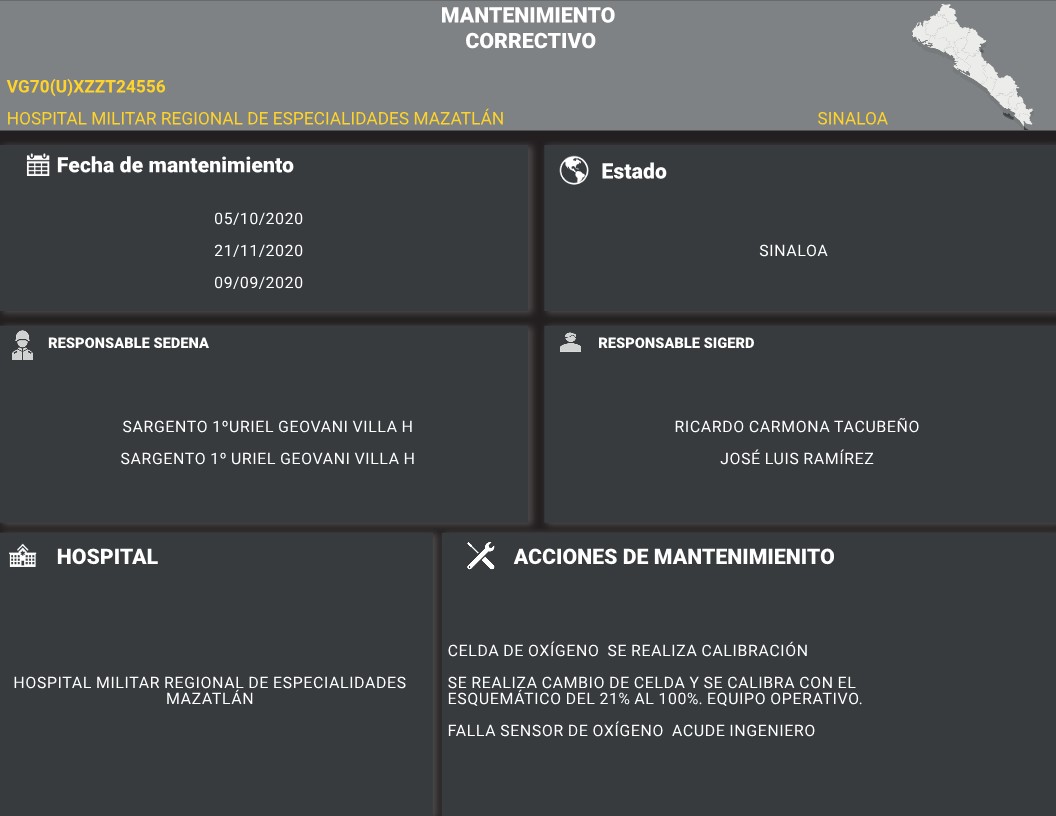 MANTENIMIENTO
CORRECTIVO
VG70(U)XZZT24556
HOSPITAL MILITAR REGIONAL DE ESPECIALIDADES MAZATLÁN
SINALOA
Fecha de mantenimiento
05/10/2020
21/11/2020
09/09/2020
Estado
SINALOA
RESPONSABLE SEDENA
SARGENTO 1ºURIEL GEOVANI VILLA H
SARGENTO 1º URIEL GEOVANI VILLA H
RESPONSABLE SIGERD
RICARDO CARMONA TACUBEÑO
JOSÉ LUIS RAMÍREZ
HOSPITAL
HOSPITAL MILITAR REGIONAL DE ESPECIALIDADES
MAZATLÁN
ACCIONES DE MANTENIMIENITO
CELDA DE OXÍGENO  SE REALIZA CALIBRACIÓN
SE REALIZA CAMBIO DE CELDA Y SE CALIBRA CON EL
ESQUEMÁTICO DEL 21% AL 100%. EQUIPO OPERATIVO.
FALLA SENSOR DE OXÍGENO  ACUDE INGENIERO